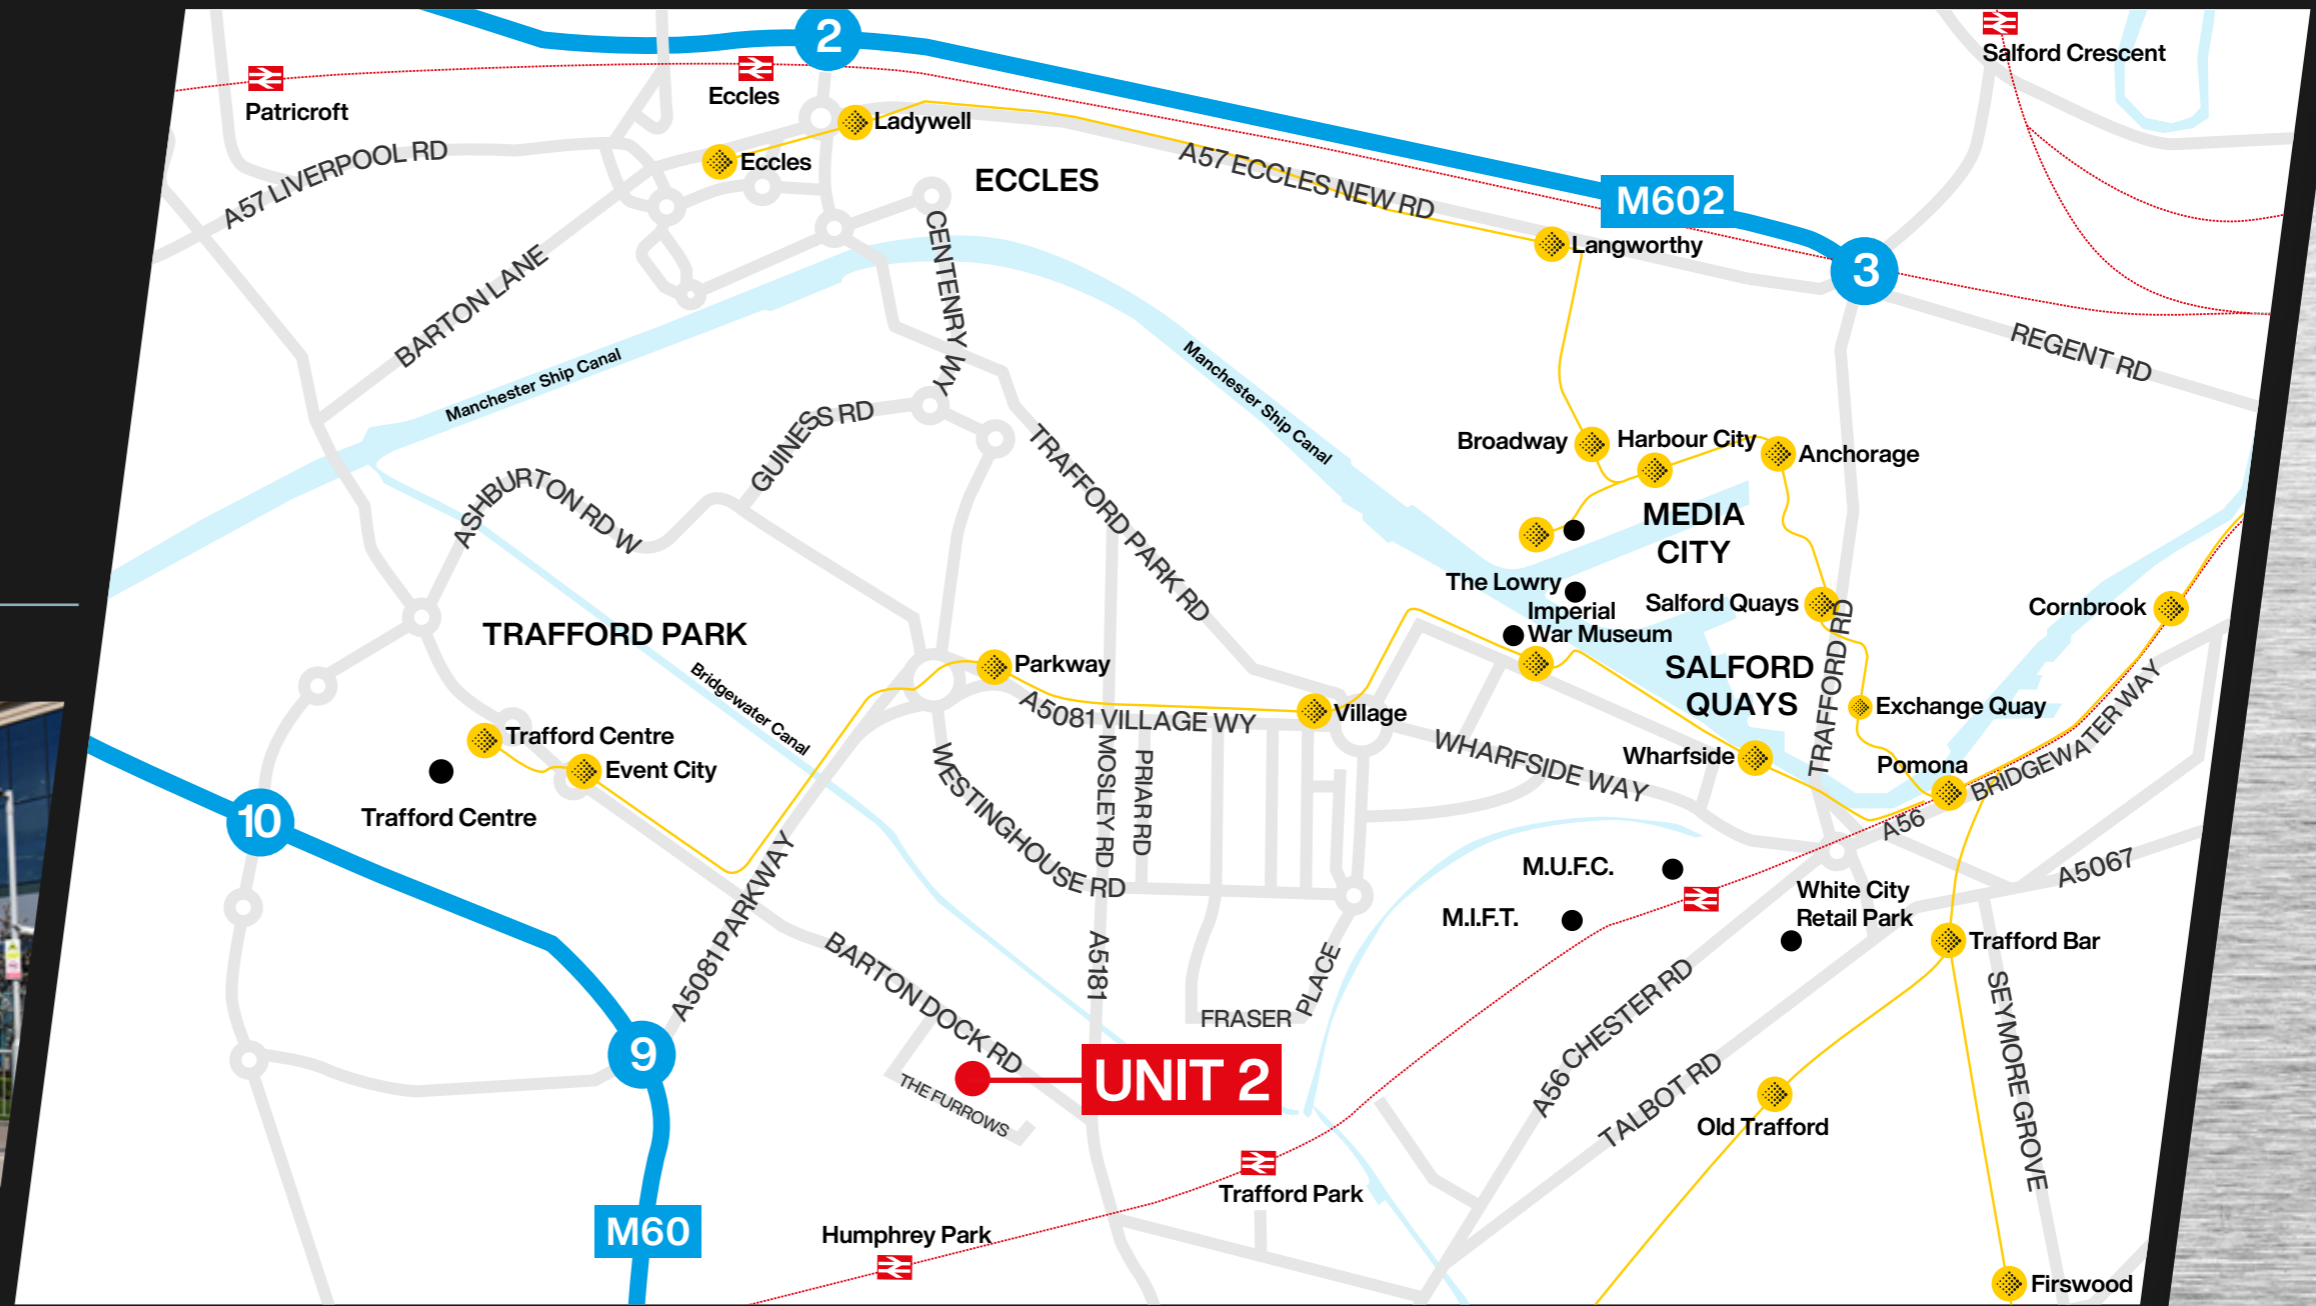 2
Salford Crescent
Patricroft
Eccles
Ladywell
Eccles
A57 LIVERPOOL RD
ECCLES
A57 ECCLES NEW RD
M602
Langworthy
3
CENTENRY WY
BARTON LANE
Manchester Ship Canal
Manchester Ship Canal
REGENT RD
GUINESS RD
Broadway
Harbour City
Anchorage
ASHBURTON RD W
TRAFFORD PARK RD
MEDIA
CITY
The Lowry
Imperial
War Museum
Salford Quays
Cornbrook
TRAFFORD PARK
Bridgewater Canal
Parkway
SALFORD
QUAYS
TRAFFORD RD
A5081 VILLAGE WY
Village
Exchange Quay
BRIDGEWATER WAY
Trafford Centre
Event City
WHARFSIDE WAY
Wharfside
Pomona
Trafford Centre
10
WESTINGHOUSE RD
MOSLEY RD
PRIAR RD
A56
A5067
M.U.F.C.
White City
Retail Park
M.I.F.T.
A5081 PARKWAY
BARTON DOCK RD
A5181
Trafford Bar
FRASER
PLACE
A56 CHESTER RD
SEYMORE GROVE
9
THE FURROWS
UNIT 2
TALBOT RD
Old Trafford
Trafford Park
M60
Humphrey Park
Firswood